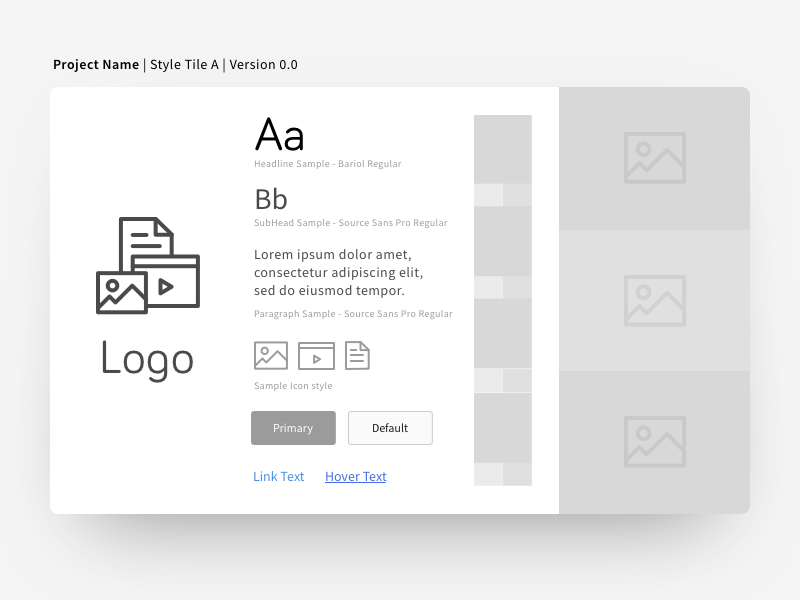 Project Name | Style Tile A | Version 0.0
Logo
Aa
Headline Sample - Bariol Regular
Bb
SubHead Sample - Source Sans Pro Regular
Lorem ipsum dolor amet,
consectetur adipiscing elit,
sed do eiusmod tempor.
Paragraph Sample - Source Sans Pro Regular
Sample Icon style
Primary Default
Link Text Hover Text